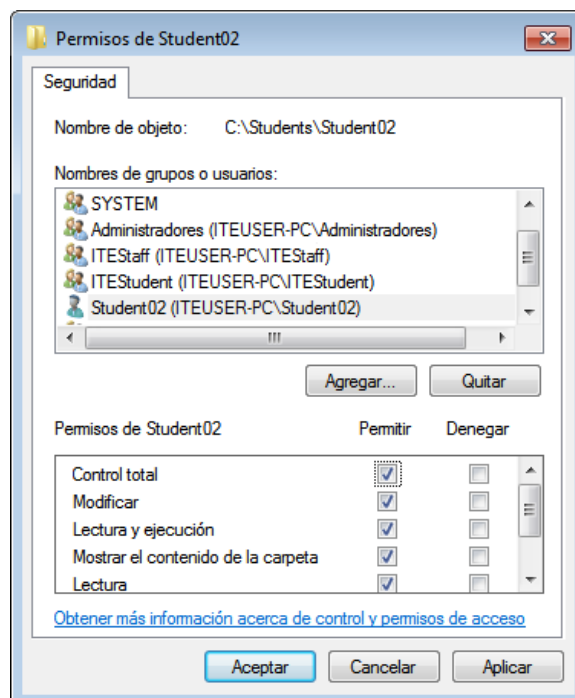 Permisos de Student02
Seguridad
Nombre de objeto: C:\Students\Student02
Nombres de grupos o usuarios:
SYSTEM
Administradores (ITEUSER-PC\Administradores)
ITEStaff (ITEUSER-PC\ITEStaff)
ITEStudent (ITEUSER-PC\ITEStudent)
Student02 (ITEUSER-PC\Student02)
Agregar... Quitar
Permisos de Student02 Permitir Denegar
Control total
Modificar
Lectura y ejecución
Mostrar el contenido de la carpeta
Lectura
Obtener más información acerca de control y permisos de acceso
Aceptar Cancelar Aplicar